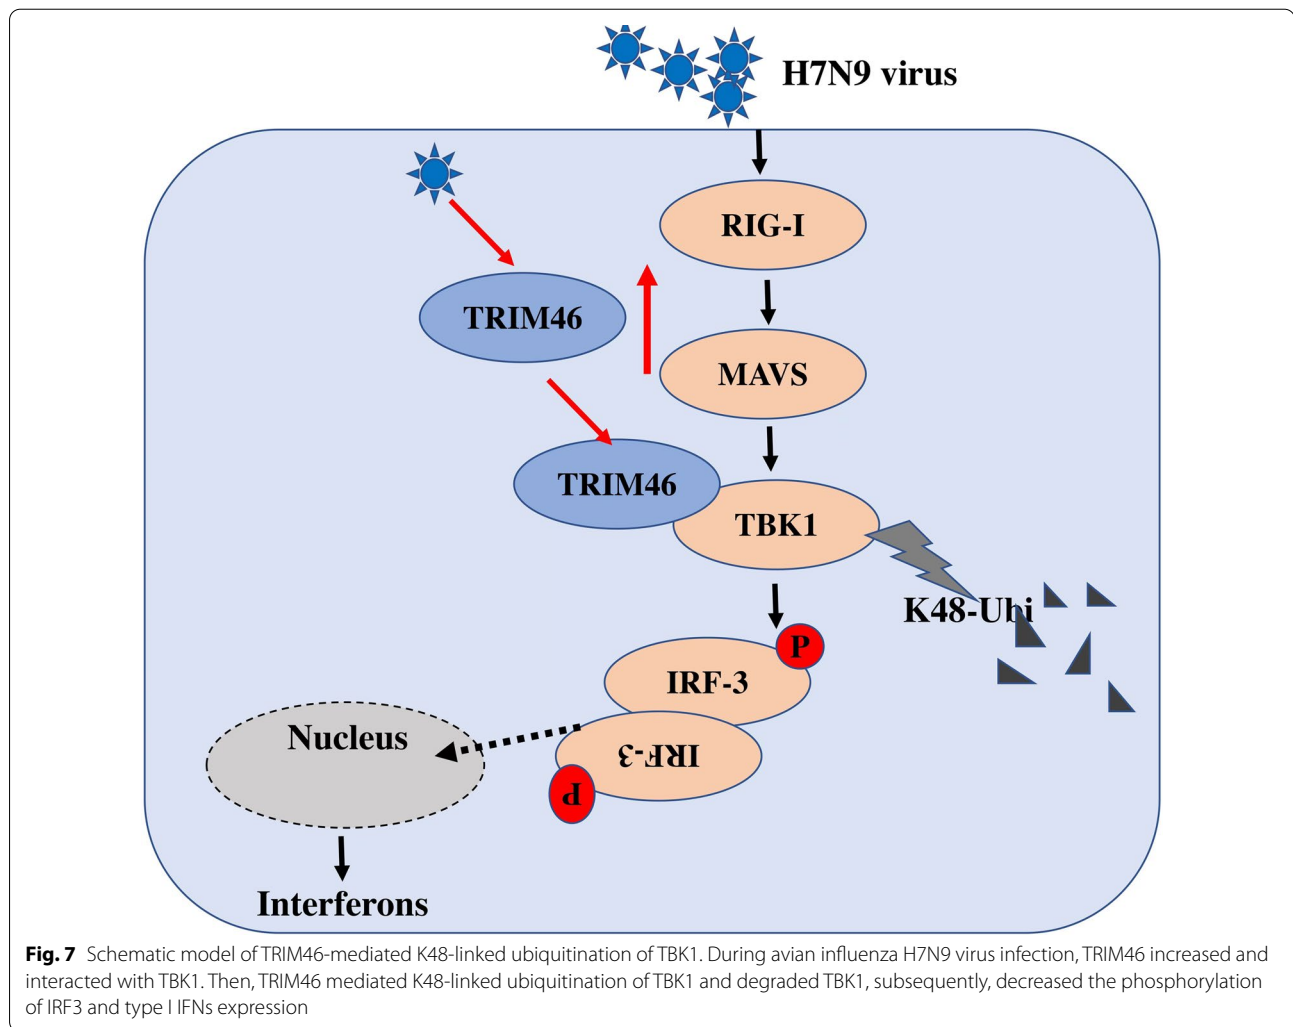 H7N9 virus
RIG-I
TRIM46
MAVS
TRIM46
TBK1
K48-Ubi
P
IRF-3
IRF-3
P
Nucleus
Interferons
Fig. 7 Schematic model of TRIM46-mediated K48-linked ubiquitination of TBK1. During avian influenza H7N9 virus infection, TRIM46 increased and
interacted with TBK1. Then, TRIM46 mediated K48-linked ubiquitination of TBK1 and degraded TBK1, subsequently, decreased the phosphorylation
of IRF3 and type I IFNs expression